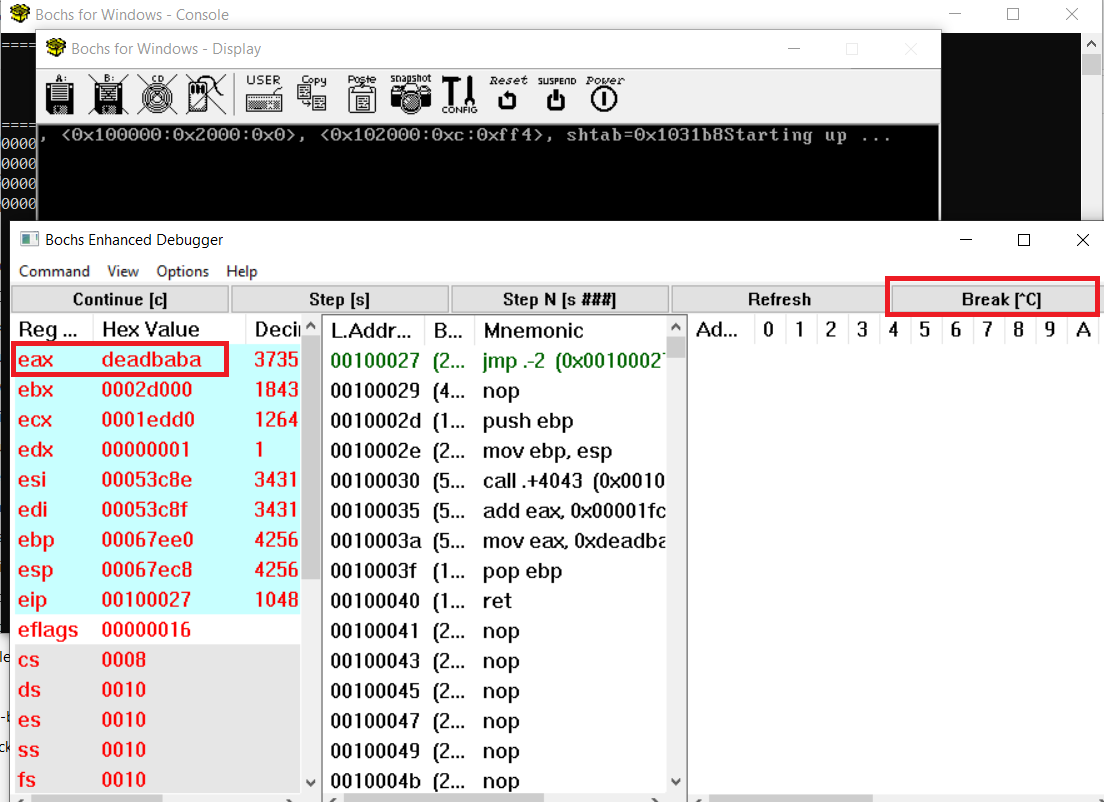 Bochs for Windows - Console
====
Bochs for Windows - Display
A: B: CD USER Copy Paste snapshot CONFIG Reset SUSPEND Power
====
, <0x100000:0x2000:0x0>, <0x102000:0xc:0xff4>, shtab=0x1031b8Starting up ...
0000
0000
0000
0000
Bochs Enhanced Debugger
Command View Options Help
Continue [c] Step [s] Step N [s ###] Refresh Break [^C]
Reg ... Hex Value Deci L.Addr... B... Mnemonic Ad... 0 1 2 3 4 5 6 7 8 9 A
eax deadbaba 3735 00100027 (2... jmp .-2 (0x0010002
ebx 0002d000 1843 00100029 (4... nop
ecx 0001edd0 1264 0010002d (1... push ebp
edx 00000001 1 0010002e (2... mov ebp, esp
esi 00053c8e 3431 00100030 (5... call .+4043 (0x0010
edi 00053c8f 3431 00100035 (5... add eax, 0x00001fc
ebp 00067ee0 4256 0010003a (5... mov eax, 0xdeadba
esp 00067ec8 4256 0010003f (1... pop ebp
eip 00100027 1048 00100040 (1... ret
eflags 00000016 00100041 (2... nop
cs 0008 00100043 (2... nop
ds 0010 00100045 (2... nop
es 0010 00100047 (2... nop
ss 0010 00100049 (2... nop
fs 0010 0010004b (2... nop